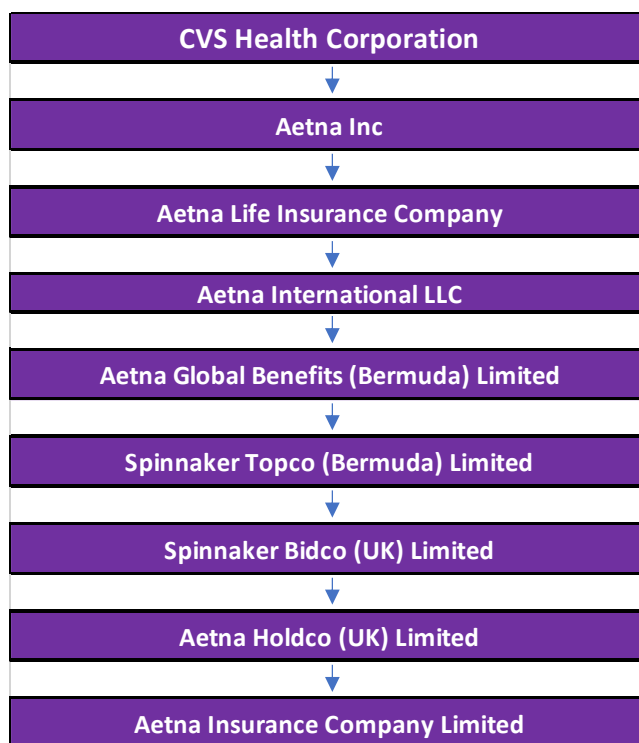 CVS Health Corporation
Aetna Inc
Aetna Life Insurance Company
Aetna International LLC
Aetna Global Benefits (Bermuda) Limited
Spinnaker Topco (Bermuda) Limited
Spinnaker Bidco (UK) Limited
Aetna Holdco (UK) Limited
Aetna Insurance Company Limited